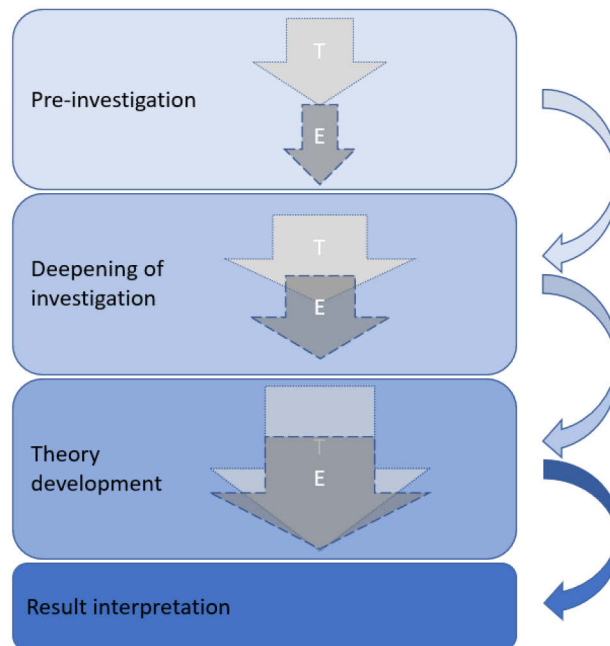 T
Pre-investigation
E
T
Deepening of
investigation
E
T
Theory
development
E
Result interpretation